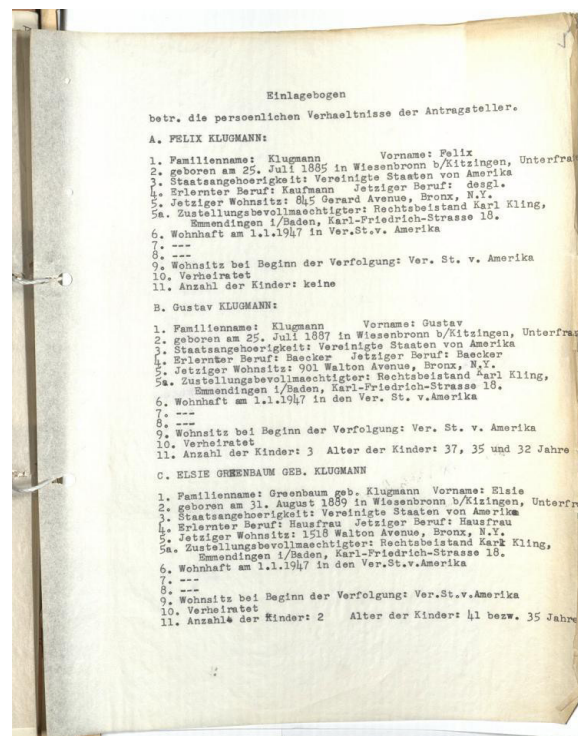 Einlagebogen
betr. die persoenlichen Verhaeltnisse der Antragsteller.
A. FELIX KLUGMANN:
1. Familienname: Klugmann Vorname: Felix
2. geboren am 25. Juli 1885 in Wiesenbronn b/Kitzingen, Unterfra
3. Staatsangehoerigkeit: Vereinigte Staaten von Amerika
4. Erlernter Beruf: Kaufmann Jetziger Beruf: desgl.
5. Jetziger Wohnsitz: 845 Gerard Avenue, Bronx, N.Y.
5a. Zustellungsbevollmaechtigter: Rechtsbeistand Karl Kling,
Emmendingen i/Baden, Karl-Friedrich-Strasse 18.
6. Wohnhaft am 1.1.1947 in Ver.St.v. Amerika
7. ---
8. ---
9. Wohnsitz bei Beginn der Verfolgung: Ver. St. v. Amerika
10. Verheiratet
11. Anzahl der Kinder: keine
B. Gustav KLUGMANN:
1. Familienname: Klugmann Vorname: Gustav
2. geboren am 25. Juli 1887 in Wiesenbronn b/Kitzingen, Unterfra
3. Staatsangehoerigkeit: Vereinigte Staaten von Amerika
4. Erlernter Beruf: Baecker Jetziger Beruf: Baecker
5. Jetziger Wohnsitz: 901 Walton Avenue, Bronx, N.Y.
5a. Zustellungsbevollmaechtigter: Rechtsbeistand Karl Kling,
Emmendingen i/Baden, Karl-Friedrich-Strasse 18.
6. Wohnhaft am 1.1.1947 in den Ver. St. v.Amerika
7. ---
8. ---
9. Wohnsitz bei Beginn der Verfolgung: Ver. St. v. Amerika
10. Verheiratet
11. Anzahl der Kinder: 3 Alter der Kinder: 37, 35 und 32 Jahre
C. ELSIE GREENBAUM GEB. KLUGMANN
1. Familienname: Greenbaum geb. Klugmann Vorname: Elsie
2. geboren am 31. August 1889 in Wiesenbronn b/Kizingen, Unterfr
3. Staatsangehoerigkeit: Vereinigte Staaten von Amerika
4. Erlernter Beruf: Hausfrau Jetziger Beruf: Hausfrau
5. Jetziger Wohnsitz: 1518 Walton Avenue, Bronx, N.Y.
5a. Zustellungsbevollmaechtigter: Rechtsbeistand Karl Kling,
Emmendingen i/Baden, Karl-Friedrich-Strasse 18.
6. Wohnhaft am 1.1.1947 in den Ver.St.v.Amerika
7. ---
8. ---
9. Wohnsitz bei Beginn der Verfolgung: Ver.St.v.Amerika
10. Verheiratet
11. Anzahl der Kinder: 2 Alter der Kinder: 41 bezw. 35 Jahre